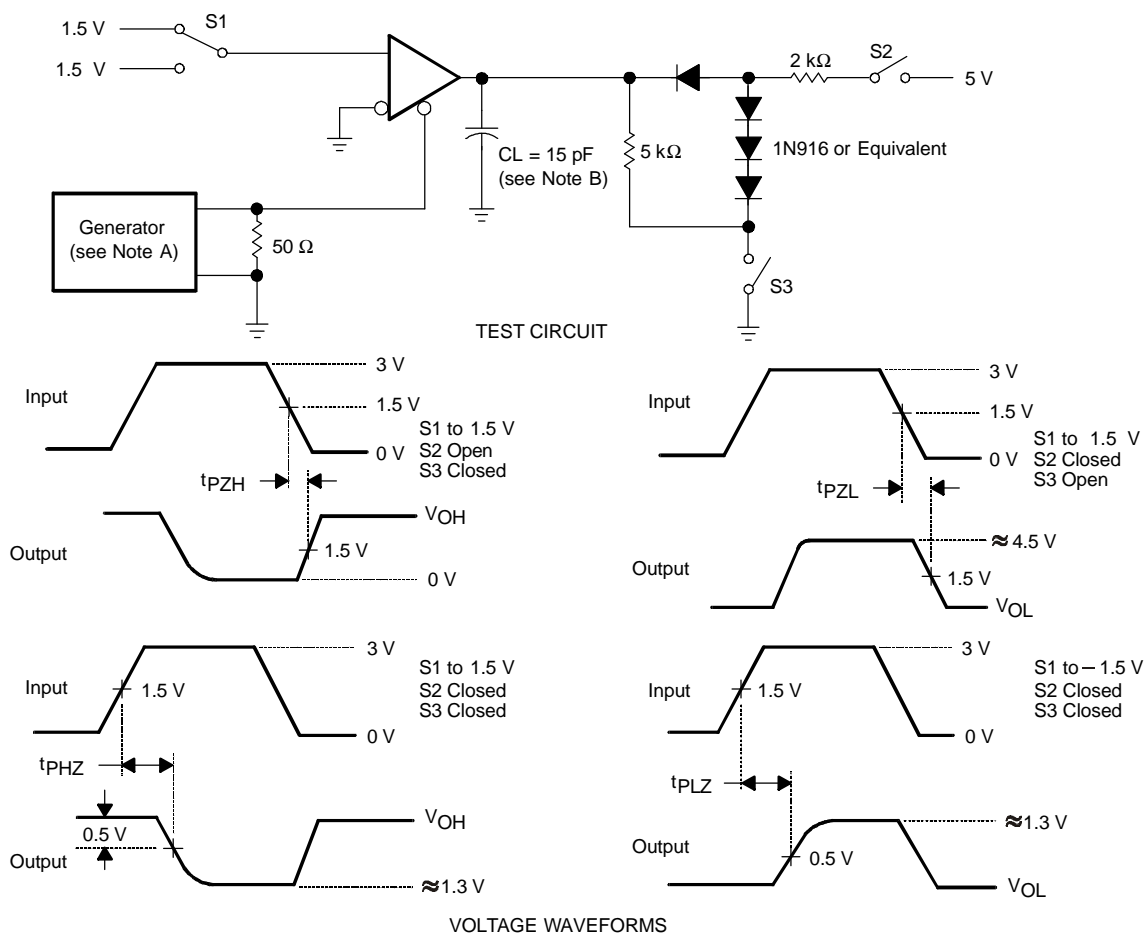 1.5 V
S1
1.5 V
S2
2 kΩ
5 V
CL = 15 pF
(see Note B)
5 kΩ
1N916 or Equivalent
Generator
(see Note A)
50 Ω
S3
TEST CIRCUIT
Input
3 V
1.5 V
0 V
S1 to 1.5 V
S2 Open
S3 Closed
tPZH
Output
VOH
1.5 V
0 V
Input
3 V
1.5 V
0 V
S1 to 1.5 V
S2 Closed
S3 Open
tPZL
Output
≈4.5 V
1.5 V
VOL
Input
3 V
1.5 V
0 V
S1 to 1.5 V
S2 Closed
S3 Closed
tPHZ
0.5 V
Output
VOH
≈1.3 V
Input
3 V
1.5 V
0 V
S1 to −1.5 V
S2 Closed
S3 Closed
tPLZ
Output
≈1.3 V
0.5 V
VOL
VOLTAGE WAVEFORMS